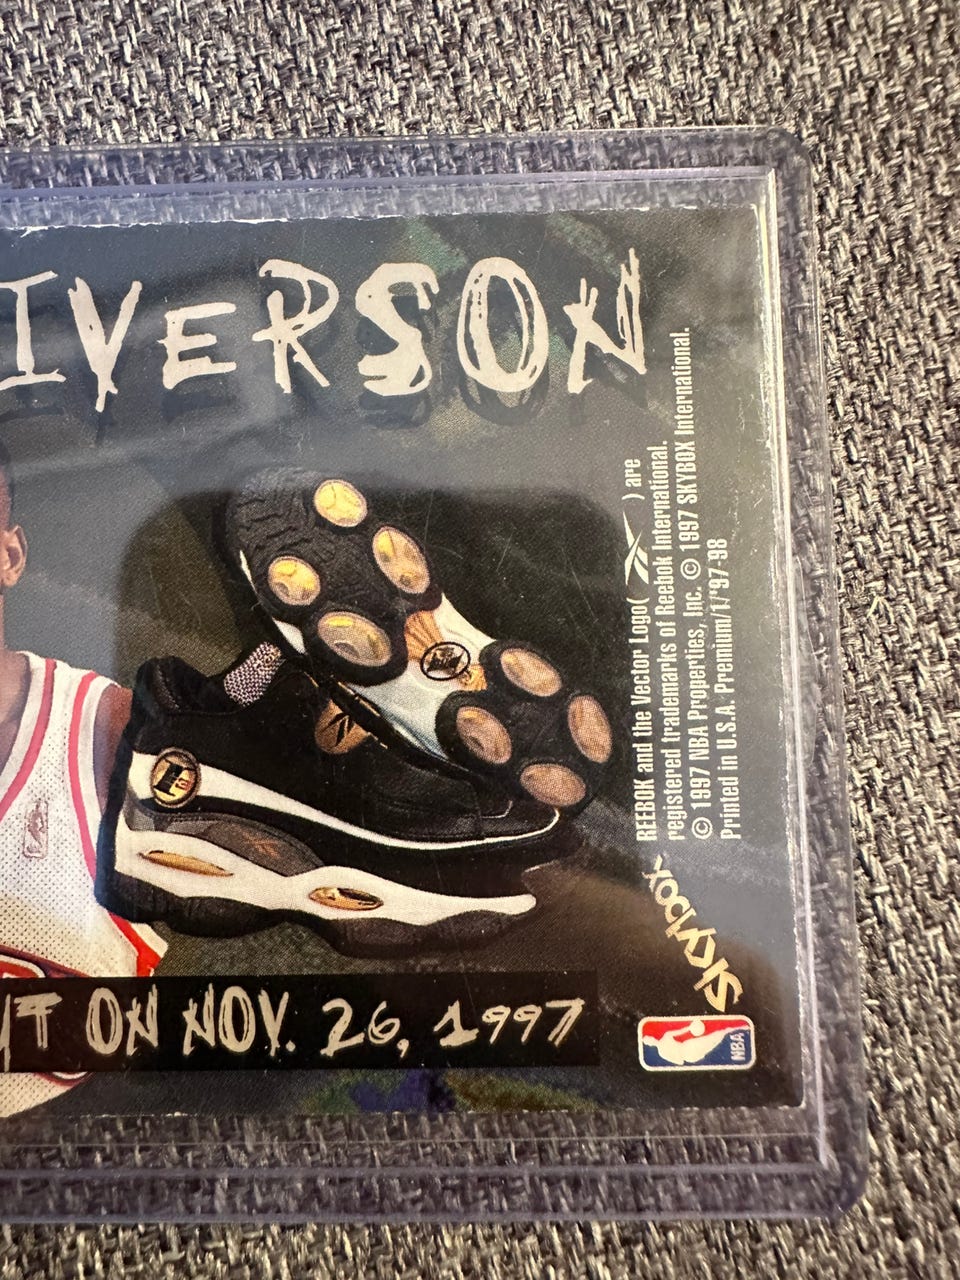 IVERSON
REEBOK and the Vector Logo( ) are
registered trademarks of Reebok International.
© 1997 NBA Properties, Inc. © 1997 SKYBOX International.
Printed in U.S.A. Premium/1/'97-98
SKYBOX
ON NOV. 26, 1997
NBA